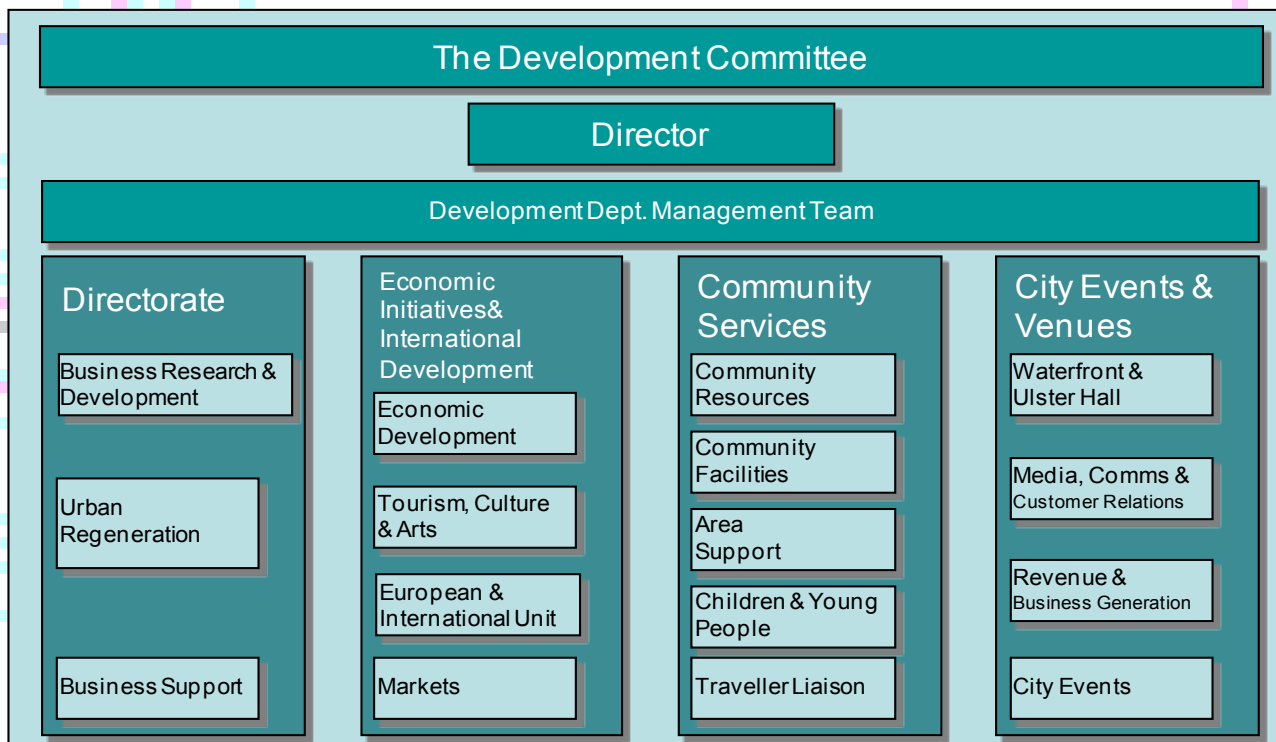 The Development Committee
Director
Development Dept. Management Team
Directorate
Business Research &
Development
Urban
Regeneration
Business Support
Economic
Initiatives&
International
Development
Economic
Development
Tourism, Culture
& Arts
European &
International Unit
Markets
Community
Services
Community
Resources
Community
Facilities
Area
Support
Children & Young
People
Traveller Liaison
City Events &
Venues
Waterfront &
Ulster Hall
Media, Comms &
Customer Relations
Revenue &
Business Generation
City Events